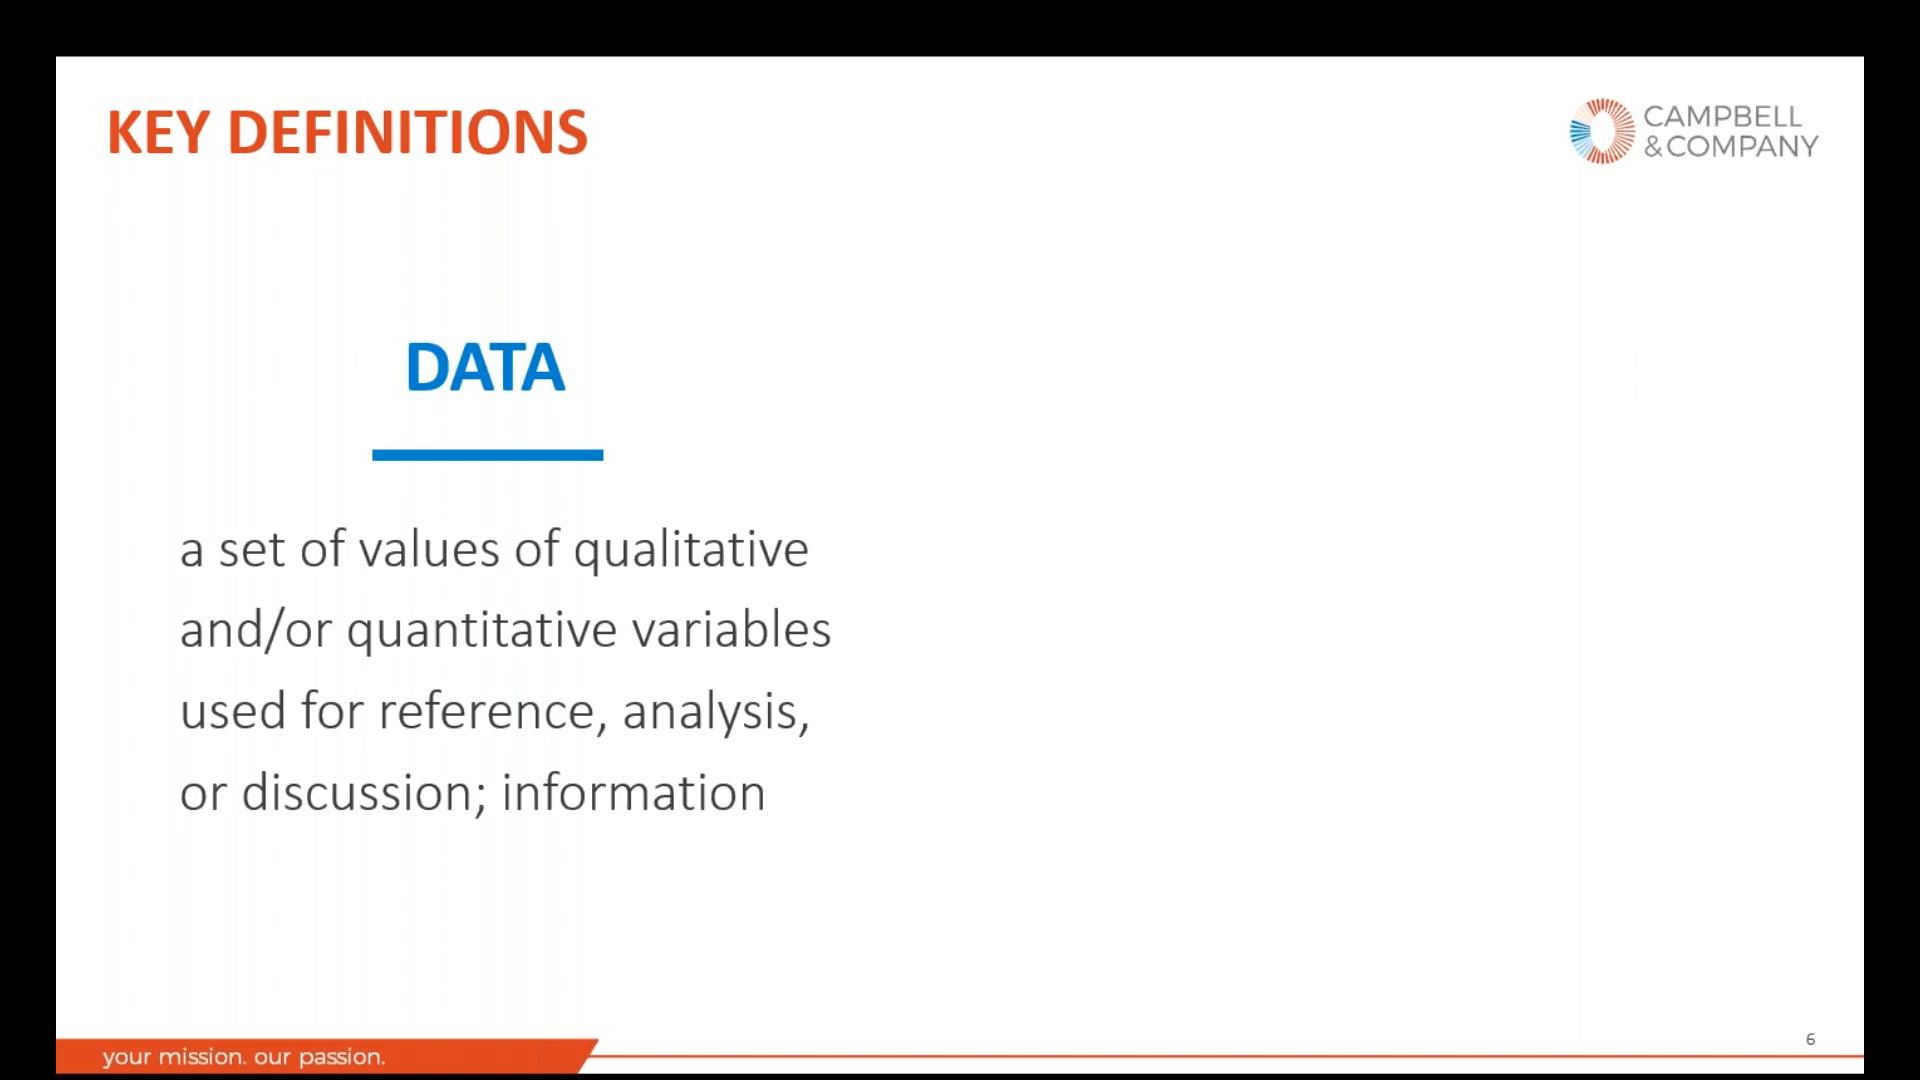 KEY DEFINITIONS
CAMPBELL
&COMPANY
DATA
a set of values of qualitative
and/or quantitative variables
used for reference, analysis,
or discussion; information
6
your mission. our passion.